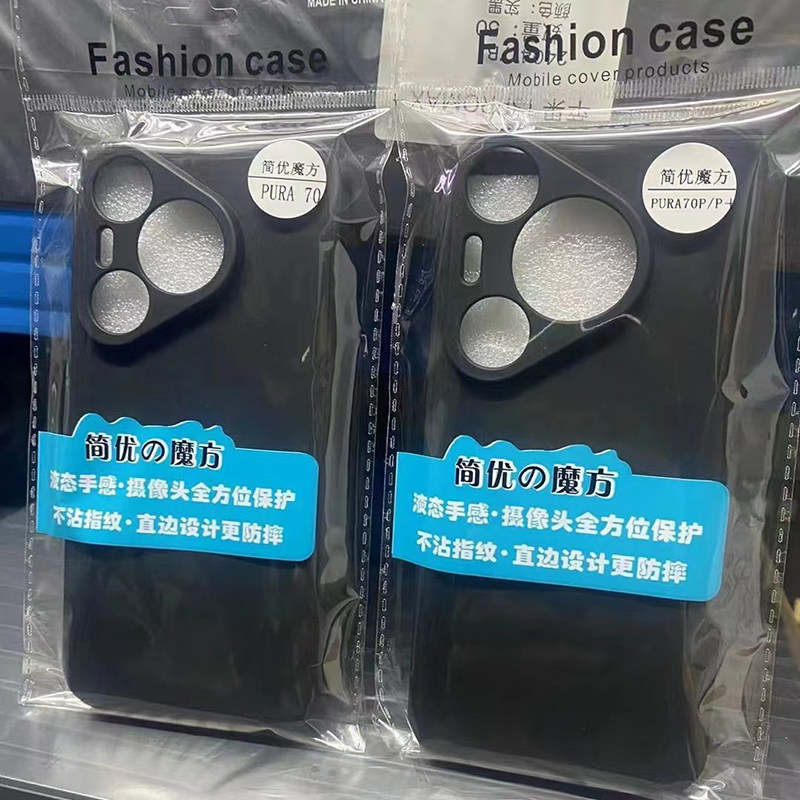 MADE IN CHINA
Fashion case
Mobile cover products
简优魔方
PURA 70
简优の魔方
液态手感·摄像头全方位保护
不沾指纹·直边设计更防摔
Fashion case
Mobile cover products
简优魔方
PURA70P/P+
简优の魔方
液态手感·摄像头全方位保护
不沾指纹·直边设计更防摔